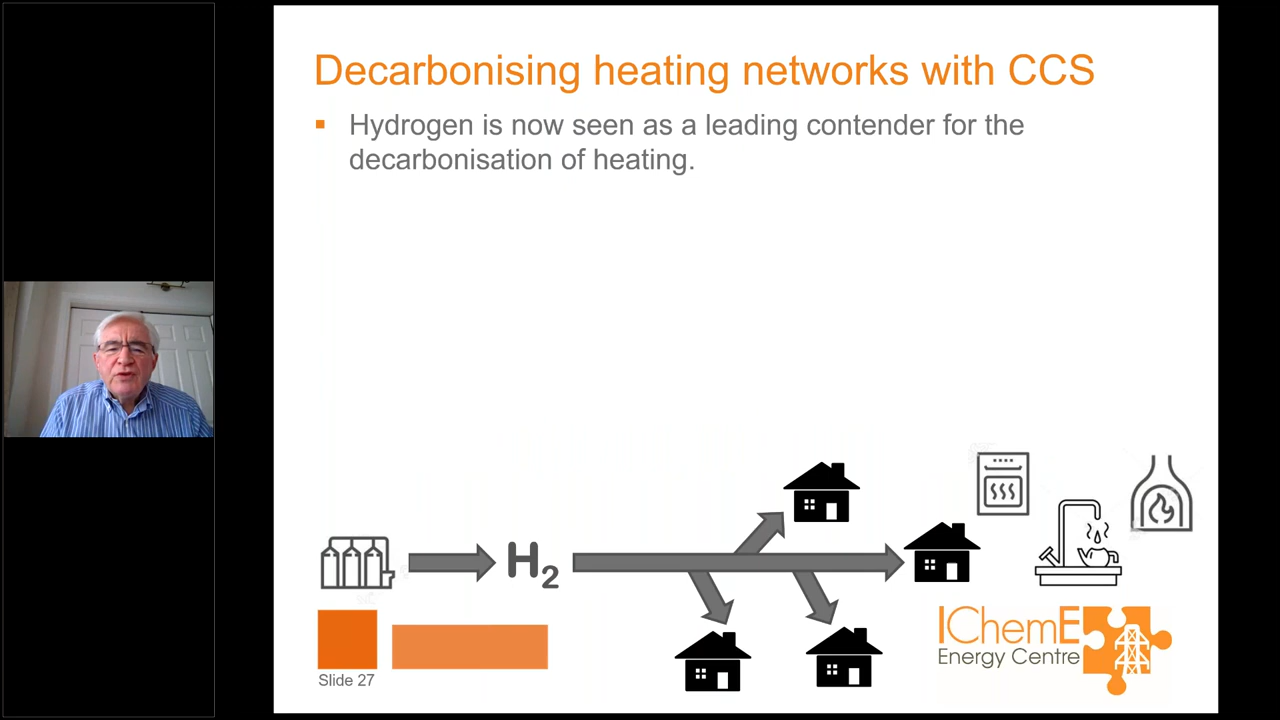 Decarbonising heating networks with CCS
Hydrogen is now seen as a leading contender for the
decarbonisation of heating.
H2
IChemE
Energy Centre
Slide 27